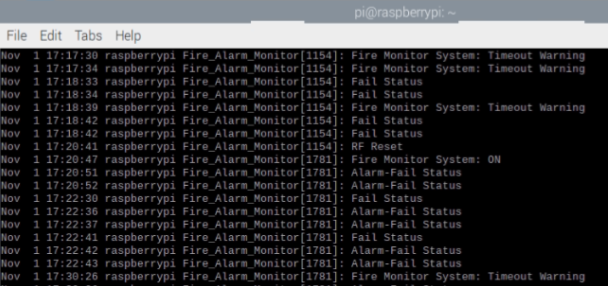 pi@raspberrypi: ~
File Edit Tabs Help
Nov  1 17:17:30 raspberrypi Fire_Alarm_Monitor[1154]: Fire Monitor System: Timeout Warning
Nov  1 17:17:34 raspberrypi Fire_Alarm_Monitor[1154]: Fire Monitor System: Timeout Warning
Nov  1 17:18:33 raspberrypi Fire_Alarm_Monitor[1154]: Fail Status
Nov  1 17:18:34 raspberrypi Fire_Alarm_Monitor[1154]: Fail Status
Nov  1 17:18:39 raspberrypi Fire_Alarm_Monitor[1154]: Fire Monitor System: Timeout Warning
Nov  1 17:18:42 raspberrypi Fire_Alarm_Monitor[1154]: Fail Status
Nov  1 17:18:42 raspberrypi Fire_Alarm_Monitor[1154]: Fail Status
Nov  1 17:20:41 raspberrypi Fire_Alarm_Monitor[1154]: RF Reset
Nov  1 17:20:47 raspberrypi Fire_Alarm_Monitor[1781]: Fire Monitor System: ON
Nov  1 17:20:51 raspberrypi Fire_Alarm_Monitor[1781]: Alarm-Fail Status
Nov  1 17:20:52 raspberrypi Fire_Alarm_Monitor[1781]: Alarm-Fail Status
Nov  1 17:22:30 raspberrypi Fire_Alarm_Monitor[1781]: Fail Status
Nov  1 17:22:36 raspberrypi Fire_Alarm_Monitor[1781]: Alarm-Fail Status
Nov  1 17:22:37 raspberrypi Fire_Alarm_Monitor[1781]: Alarm-Fail Status
Nov  1 17:22:41 raspberrypi Fire_Alarm_Monitor[1781]: Fail Status
Nov  1 17:22:42 raspberrypi Fire_Alarm_Monitor[1781]: Alarm-Fail Status
Nov  1 17:22:43 raspberrypi Fire_Alarm_Monitor[1781]: Alarm-Fail Status
Nov  1 17:30:26 raspberrypi Fire_Alarm_Monitor[1781]: Fire Monitor System: Timeout Warning